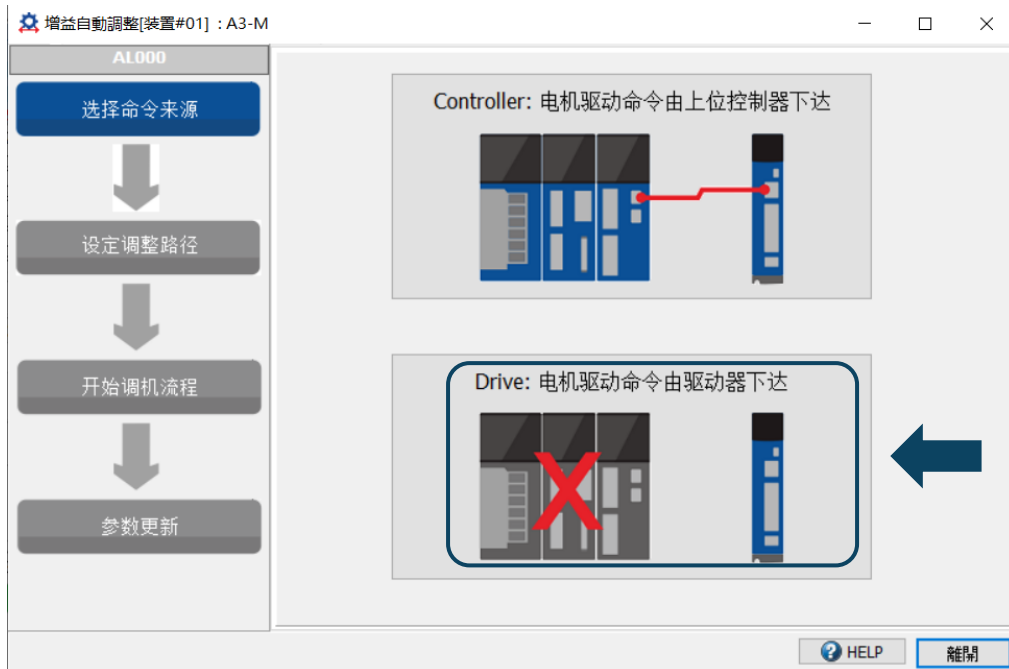 增益自動調整[装置#01] : A3-M
AL000
选择命令来源
设定调整路径
开始调机流程
参数更新
Controller: 电机驱动命令由上位控制器下达
Drive: 电机驱动命令由驱动器下达
HELP
離開